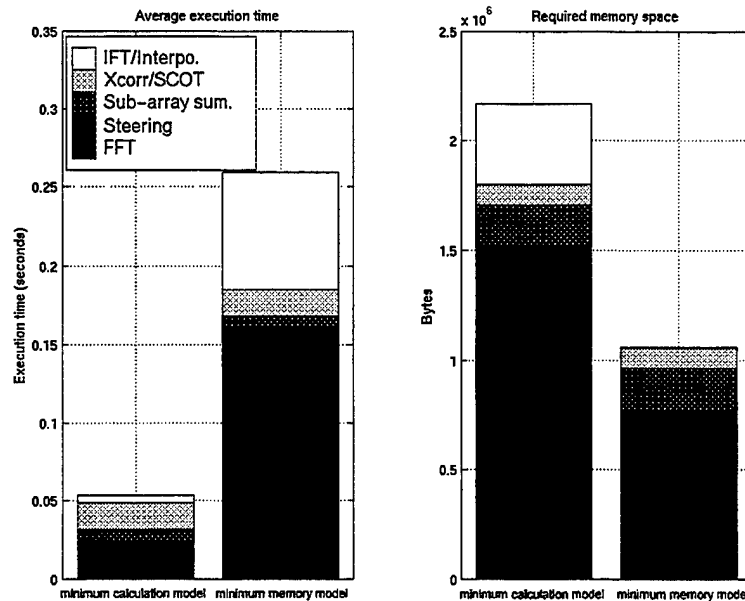 Average execution time
0.35
0.3
0.25
0.2
0.15
0.1
0.05
0
Execution time (seconds)
IFT/Interpo.
Xcorr/SCOT
Sub-array sum.
Steering
FFT
minimum calculation model
minimum memory model
Required memory space
x 10^6
2.5
2
1.5
1
0.5
0
Bytes
minimum calculation model
minimum memory model